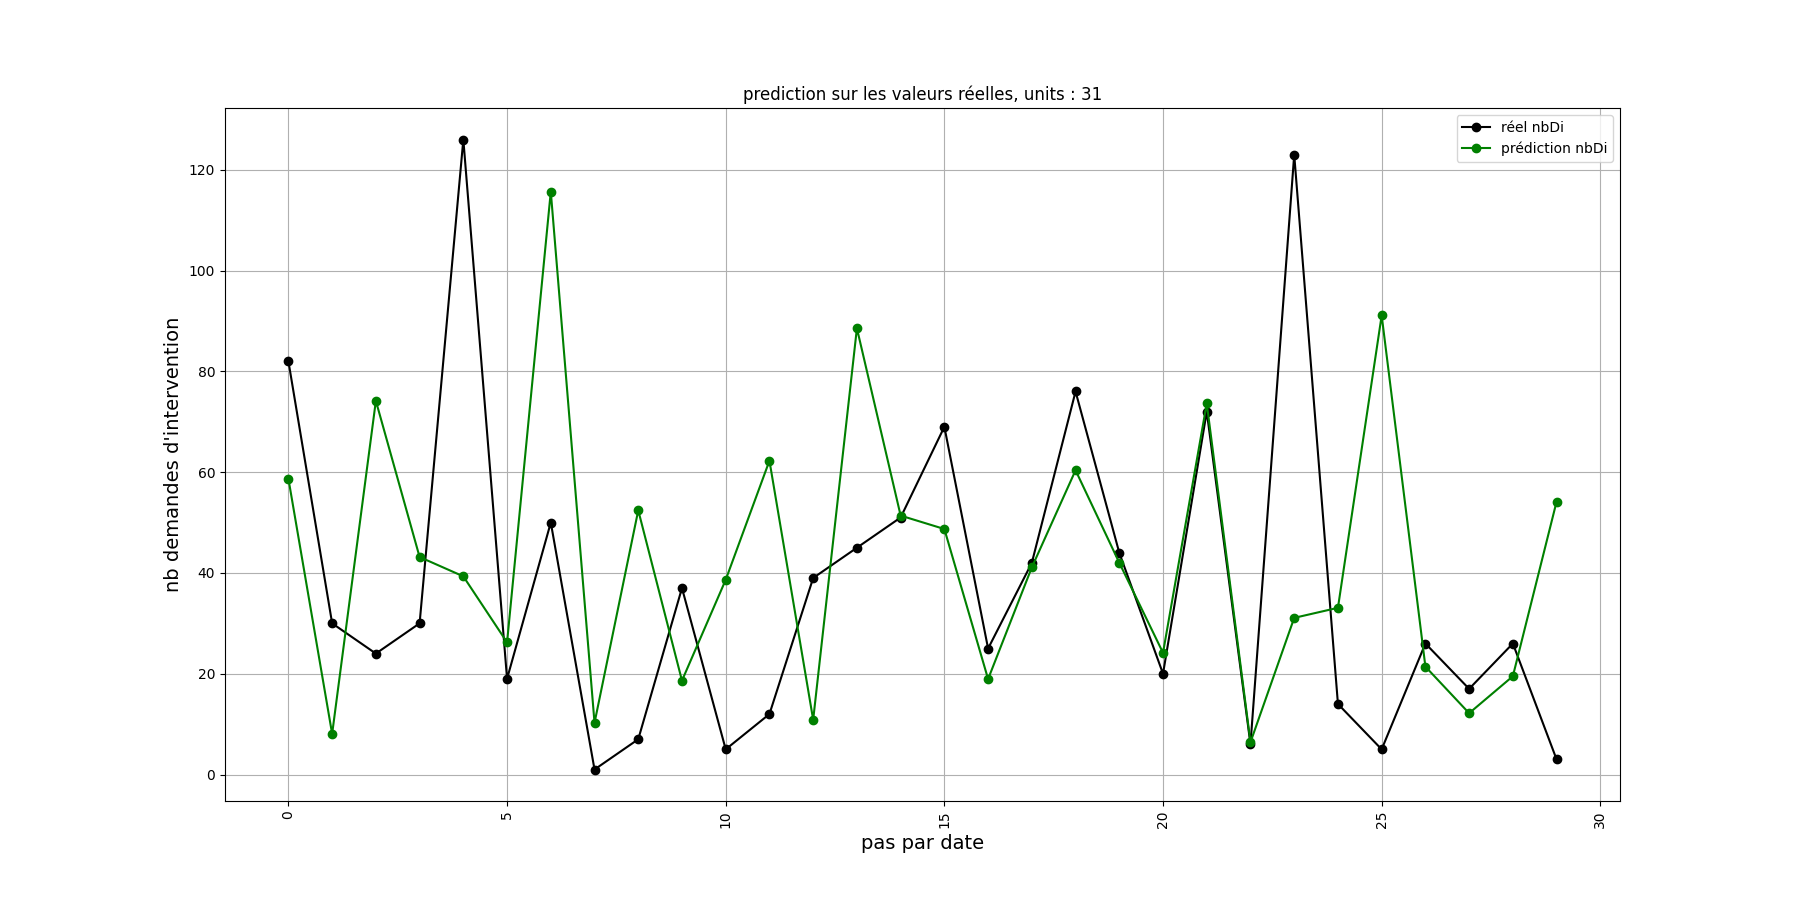 prediction sur les valeurs réelles, units : 31
réel nbDi
prédiction nbDi
nb demandes d'intervention
120
100
80
60
40
20
0
0
5
10
15
20
25
30
pas par date